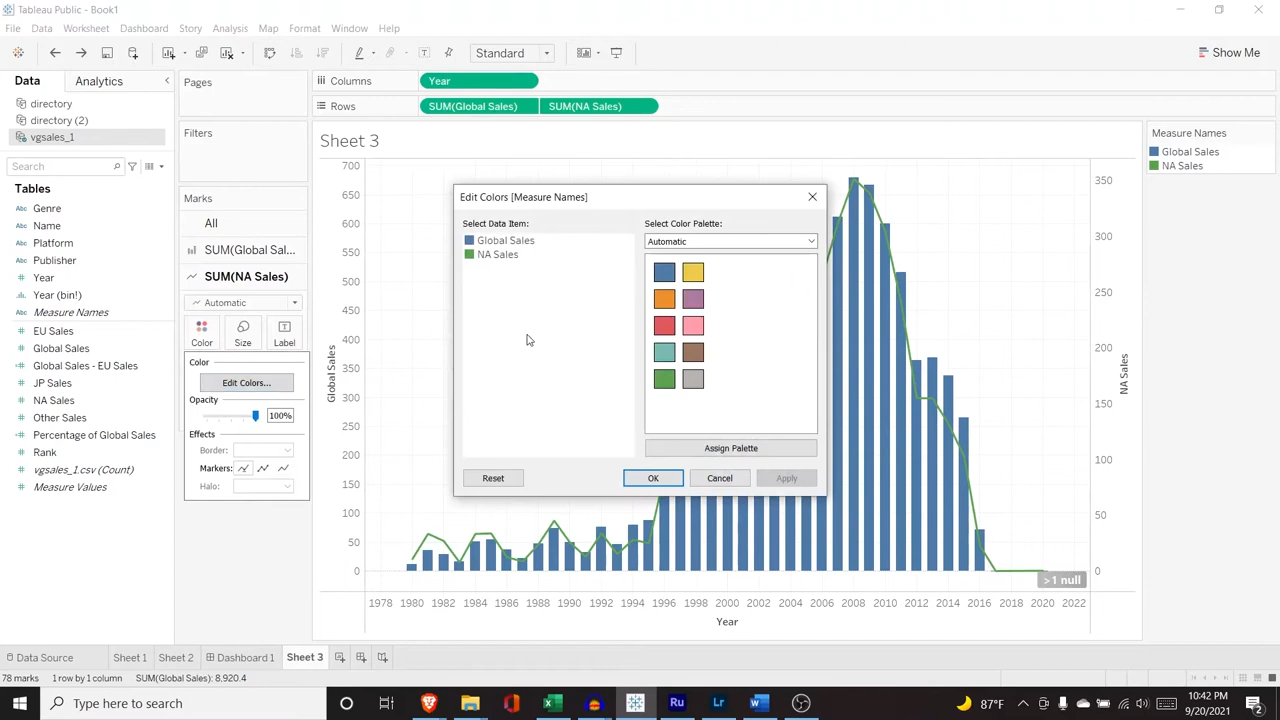 Tableau Public - Book1
File Data Worksheet Dashboard Story Analysis Map Format Window Help
Standard
Show Me
Data Analytics
Pages
Columns Year
Rows SUM(Global Sales) SUM(NA Sales)
directory
directory (2)
vgsales_1
Filters
Search
Tables
Abc Genre
Abc Name
Abc Platform
Abc Publisher
# Year
Year (bin!)
Abc Measure Names
# EU Sales
# Global Sales
# Global Sales - EU Sales
# JP Sales
# NA Sales
# Other Sales
# Percentage of Global Sales
# Rank
# vgsales_1.csv (Count)
# Measure Values
Marks
All
SUM(Global Sal...
SUM(NA Sales)
Automatic
Color Size Label
Color
Edit Colors...
Opacity
100%
Effects
Border:
Markers:
Halo:
Sheet 3
700
650
600
550
500
450
400
350
300
250
200
150
100
50
0
Global Sales
Edit Colors [Measure Names]
Select Data Item:
Global Sales
NA Sales
Select Color Palette:
Automatic
Assign Palette
Reset OK Cancel Apply
350
300
250
200
150
100
50
0
NA Sales
>1 null
1978 1980 1982 1984 1986 1988 1990 1992 1994 1996 1998 2000 2002 2004 2006 2008 2010 2012 2014 2016 2018 2020 2022
Year
Measure Names
Global Sales
NA Sales
Data Source Sheet 1 Sheet 2 Dashboard 1 Sheet 3
78 marks 1 row by 1 column SUM(Global Sales): 8,920.4
Type here to search
Ru
Lr
87°F
10:42 PM
9/20/2021